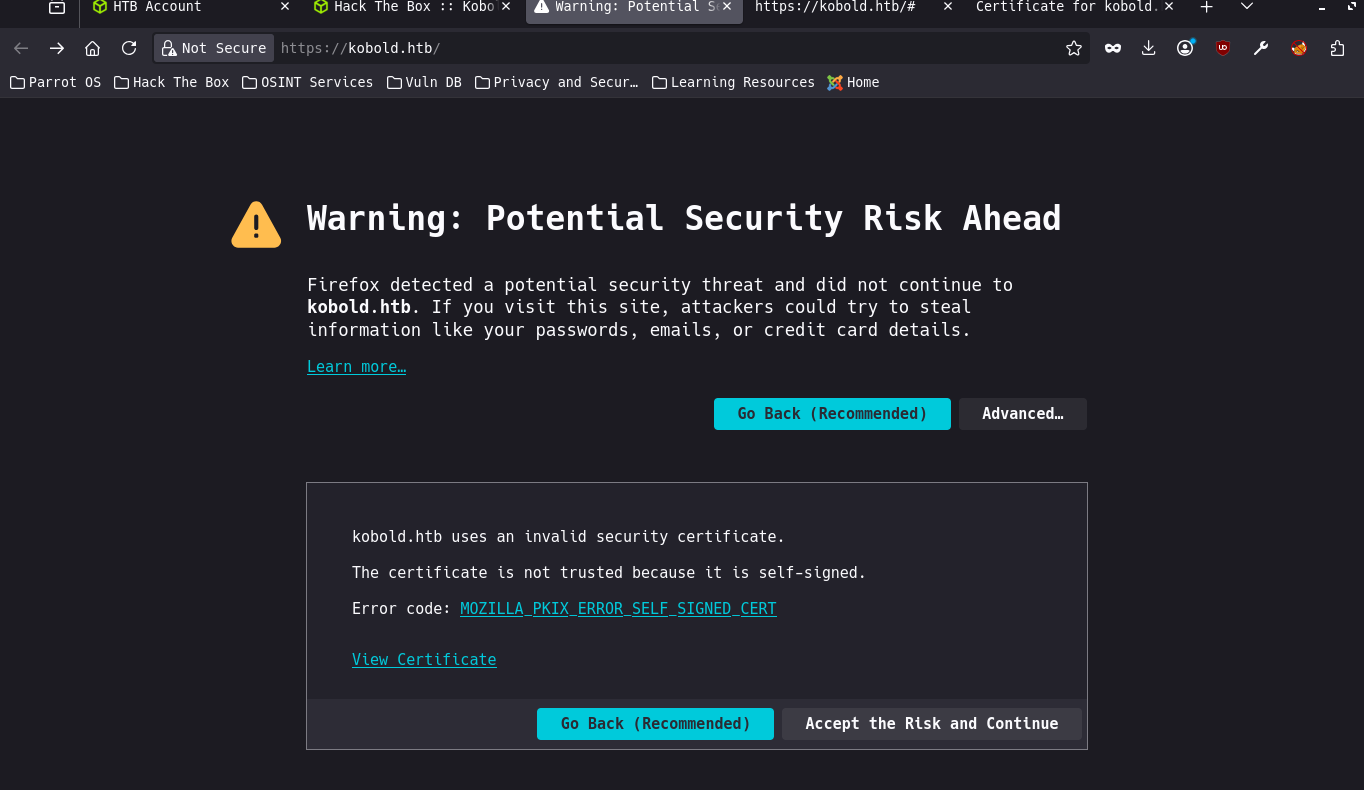 HTB Account
Hack The Box :: Kobol
Warning: Potential S
https://kobold.htb/#
Certificate for kobold.
Not Secure
https://kobold.htb/
Parrot OS
Hack The Box
OSINT Services
Vuln DB
Privacy and Secur…
Learning Resources
Home
Warning: Potential Security Risk Ahead
Firefox detected a potential security threat and did not continue to
kobold.htb. If you visit this site, attackers could try to steal
information like your passwords, emails, or credit card details.
Learn more…
Go Back (Recommended)
Advanced…
kobold.htb uses an invalid security certificate.
The certificate is not trusted because it is self-signed.
Error code: MOZILLA_PKIX_ERROR_SELF_SIGNED_CERT
View Certificate
Go Back (Recommended)
Accept the Risk and Continue